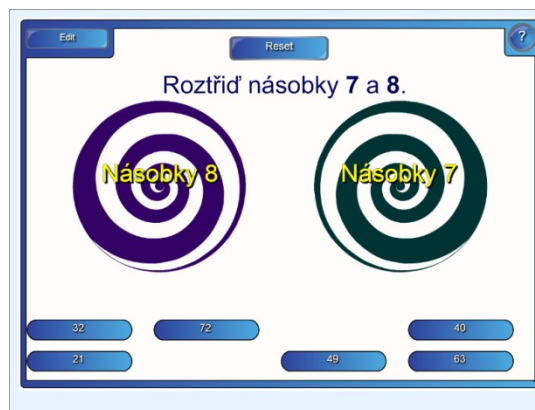 Edit
Reset
?
Roztřiď násobky 7 a 8.
Násobky 8
Násobky 7
32
72
40
21
49
63